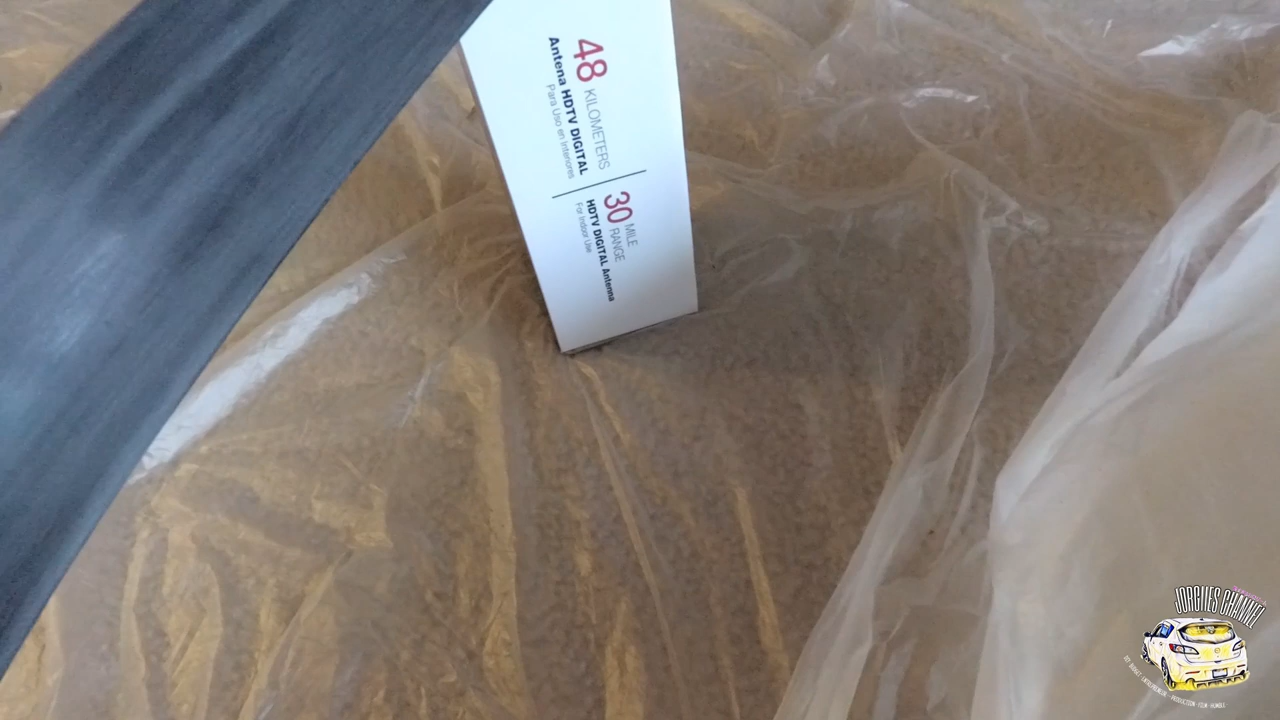 48 KILOMETERS
Antena HDTV DIGITAL
Para Uso en Interiores
30 MILE
RANGE
HDTV DIGITAL Antenna
For Indoor Use
JORGUES CHANNEL